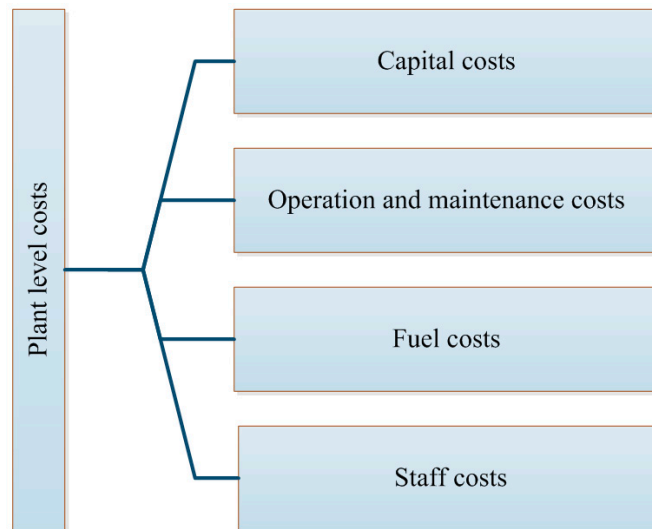 Plant level costs
Capital costs
Operation and maintenance costs
Fuel costs
Staff costs